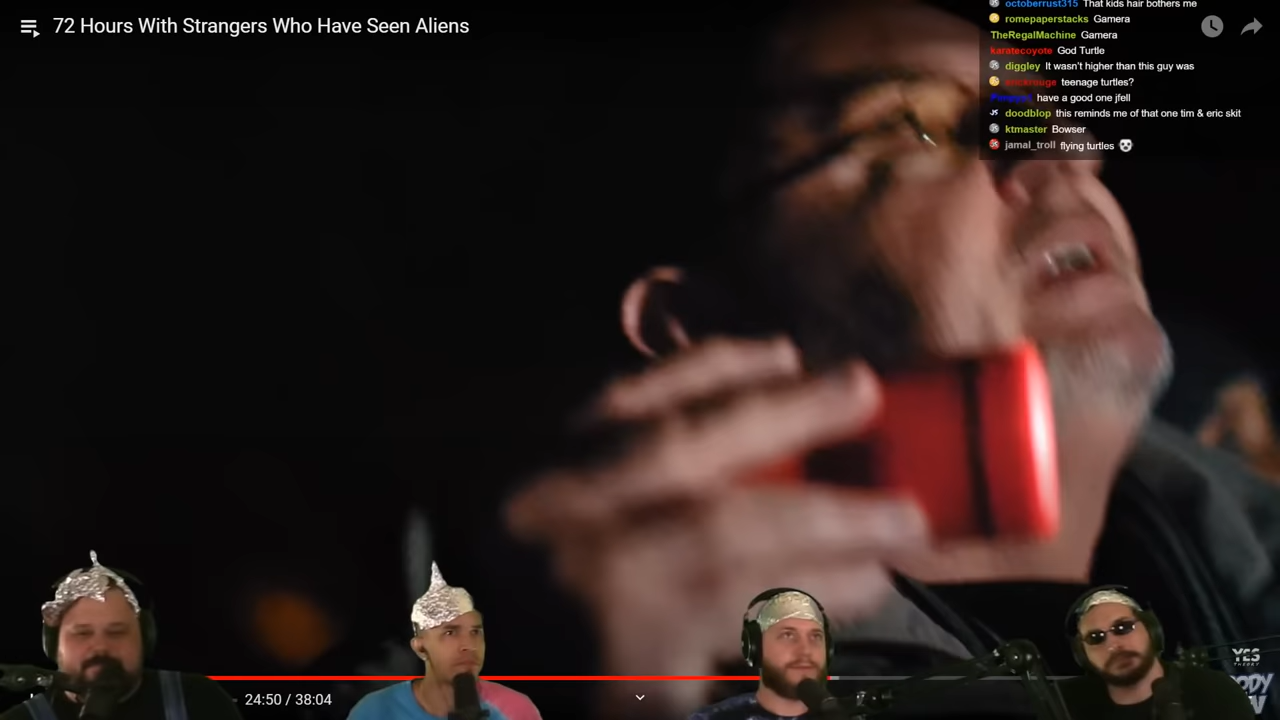 72 Hours With Strangers Who Have Seen Aliens
octoberrust315 That kids hair bothers me
romepaperstacks Gamera
TheRegalMachine Gamera
karatecoyote God Turtle
diggley It wasn't higher than this guy was
teenage turtles?
have a good one jfell
doodblop this reminds me of that one tim & eric skit
ktmaster Bowser
jamal_troll flying turtles
24:50 / 38:04
YES
THEORY